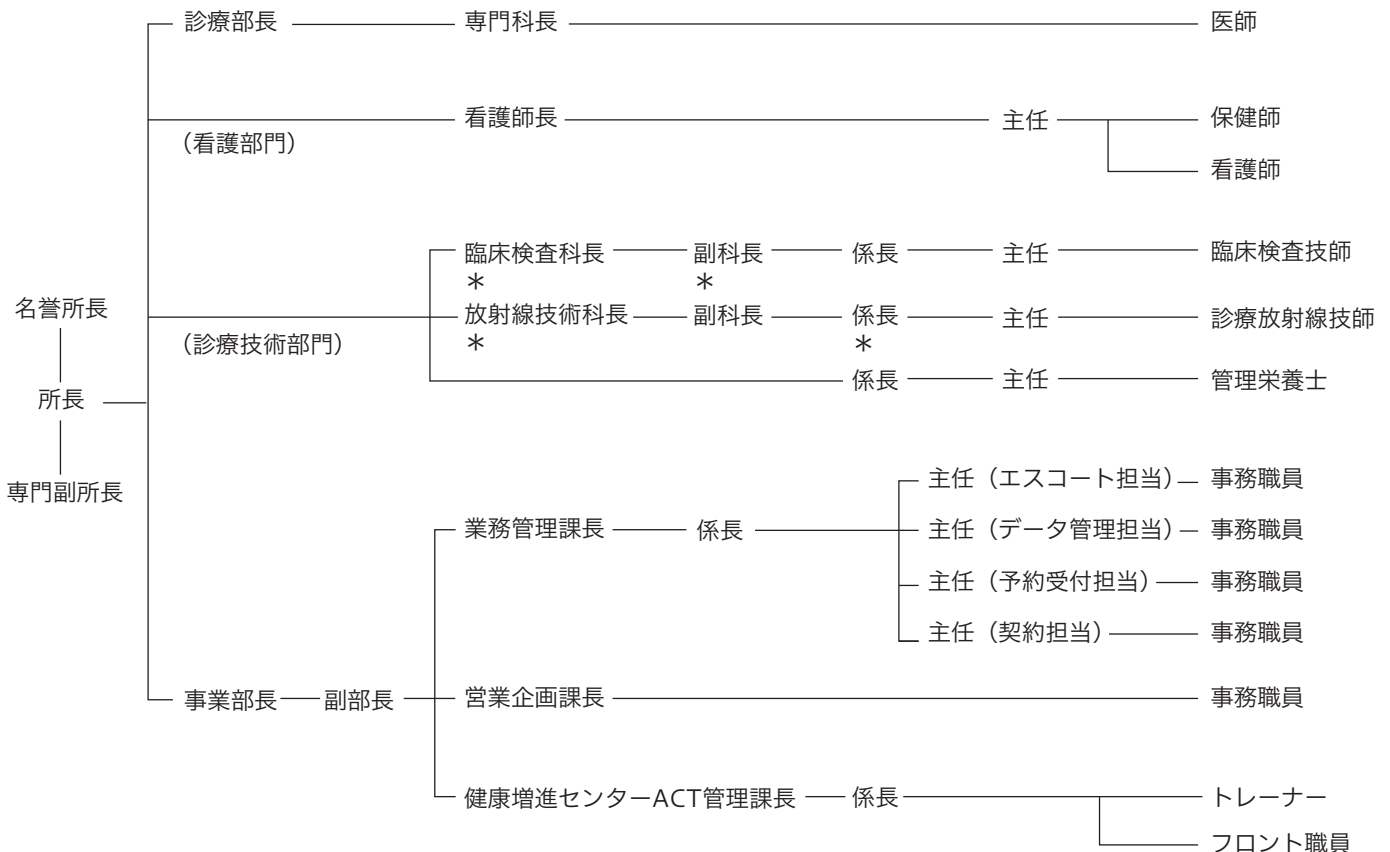 診療部長 専門科長 医師
看護師長 主任 保健師
(看護部門)
看護師
臨床検査科長 副科長 係長 主任 臨床検査技師
＊ ＊
名誉所長
放射線技術科長 副科長 係長 主任 診療放射線技師
(診療技術部門) ＊ ＊
係長 主任 管理栄養士
所長
専門副所長
主任（エスコート担当） 事務職員
業務管理課長 係長 主任（データ管理担当） 事務職員
主任（予約受付担当） 事務職員
主任（契約担当） 事務職員
事業部長 副部長 営業企画課長 事務職員
健康増進センターACT管理課長 係長 トレーナー
フロント職員